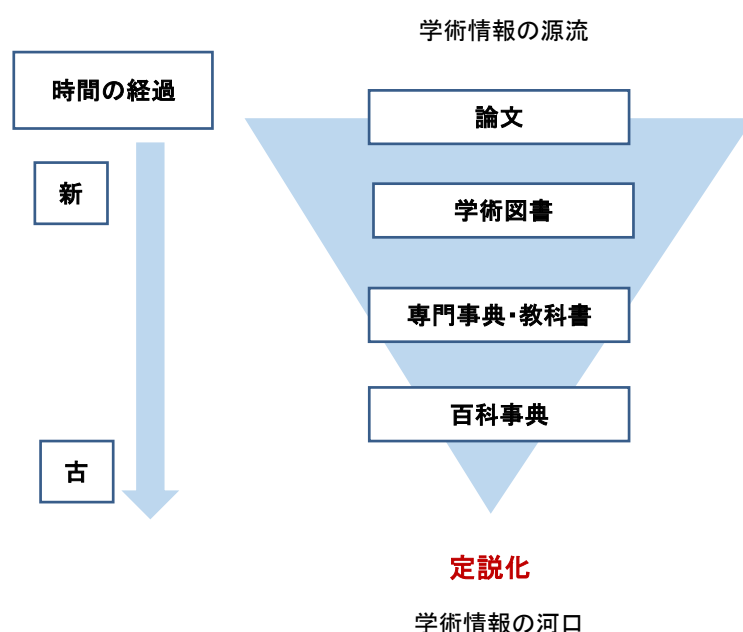 学術情報の源流
時間の経過
論文
新
学術図書
専門事典・教科書
百科事典
古
定説化
学術情報の河口